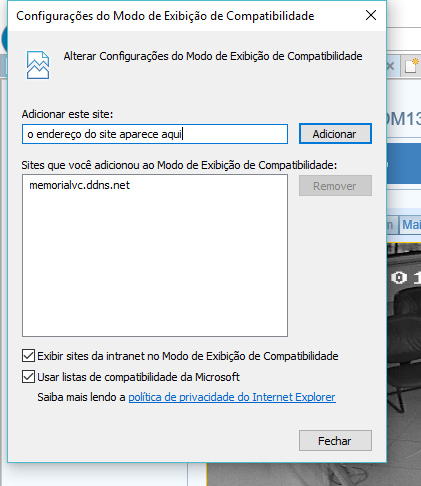 Configurações do Modo de Exibição de Compatibilidade
Alterar Configurações do Modo de Exibição de Compatibilidade
Adicionar este site:
o endereço do site aparece aqui
Adicionar
Sites que você adicionou ao Modo de Exibição de Compatibilidade:
memorialvc.ddns.net
Remover
Exibir sites da intranet no Modo de Exibição de Compatibilidade
Usar listas de compatibilidade da Microsoft
Saiba mais lendo a política de privacidade do Internet Explorer
Fechar
DM13
Mai
1